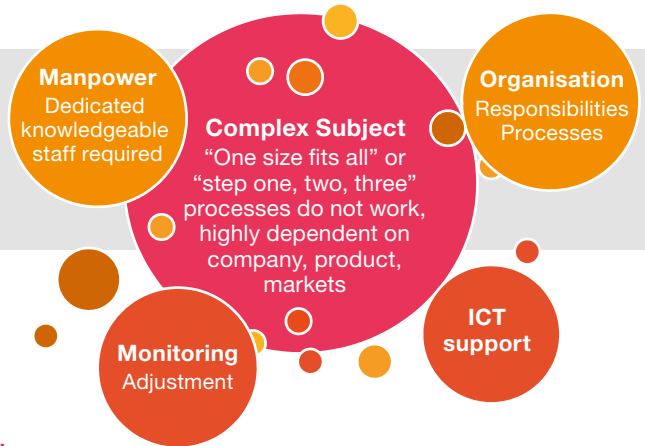 Manpower
Dedicated
knowledgeable
staff required
Organisation
Responsibilities
Processes
Complex Subject
“One size fits all” or
“step one, two, three”
processes do not work,
highly dependent on
company, product,
markets
Monitoring
Adjustment
ICT
support